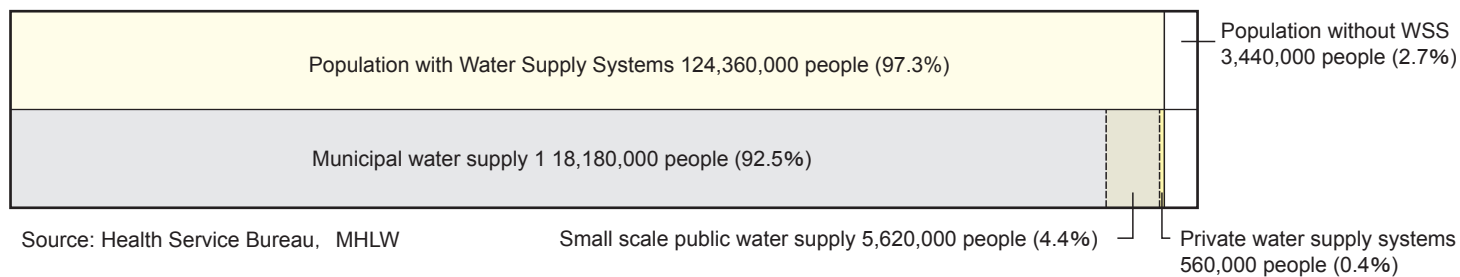 Population with Water Supply Systems 124,360,000 people (97.3%)
Population without WSS
3,440,000 people (2.7%)
Municipal water supply 1 18,180,000 people (92.5%)
Source: Health Service Bureau, MHLW
Small scale public water supply 5,620,000 people (4.4%)
Private water supply systems
560,000 people (0.4%)